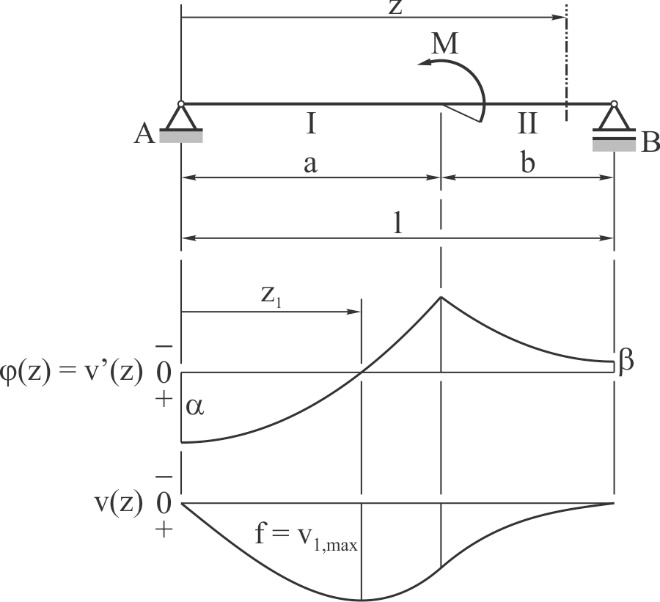 z
M
A I II B
a b
l
z₁
−
φ(z) = v’(z) 0 β
+ α
−
v(z) 0
+
f = v₁,max